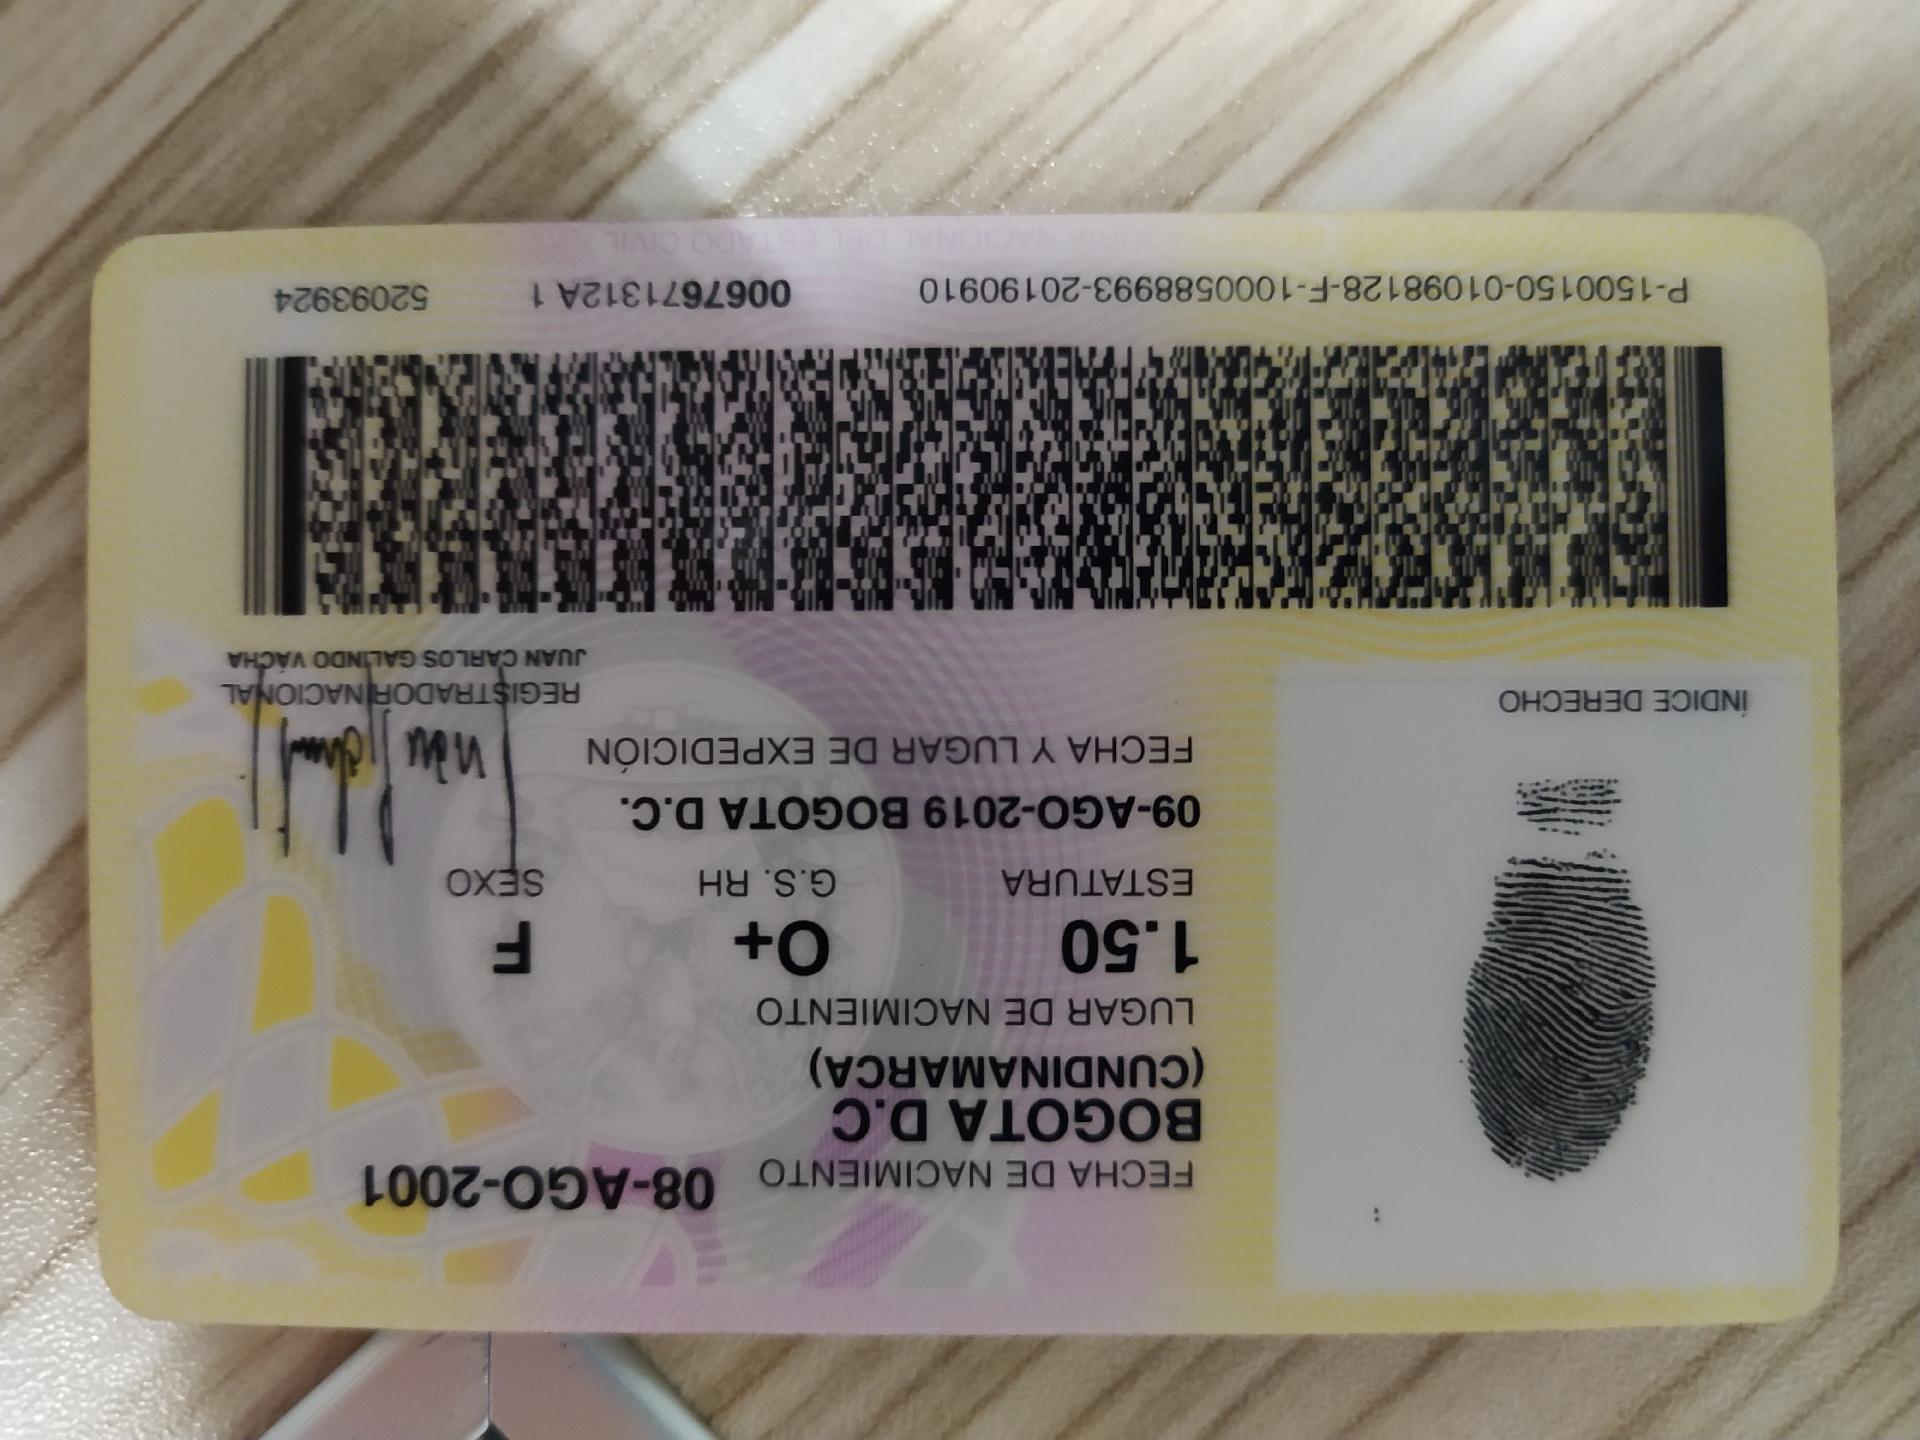 FECHA DE NACIMIENTO 08-AGO-2001
BOGOTA D.C
(CUNDINAMARCA)
LUGAR DE NACIMIENTO
1.50 O+ F
ESTATURA G.S. RH SEXO
09-AGO-2019 BOGOTA D.C.
FECHA Y LUGAR DE EXPEDICIÓN
ÍNDICE DERECHO
REGISTRADOR NACIONAL
JUAN CARLOS GALINDO VÁCHA
P-1500150-01098128-F-1000588993-20190910 0067671312A 1 52093924
REGISTRADURIA NACIONAL DEL ESTADO CIVIL